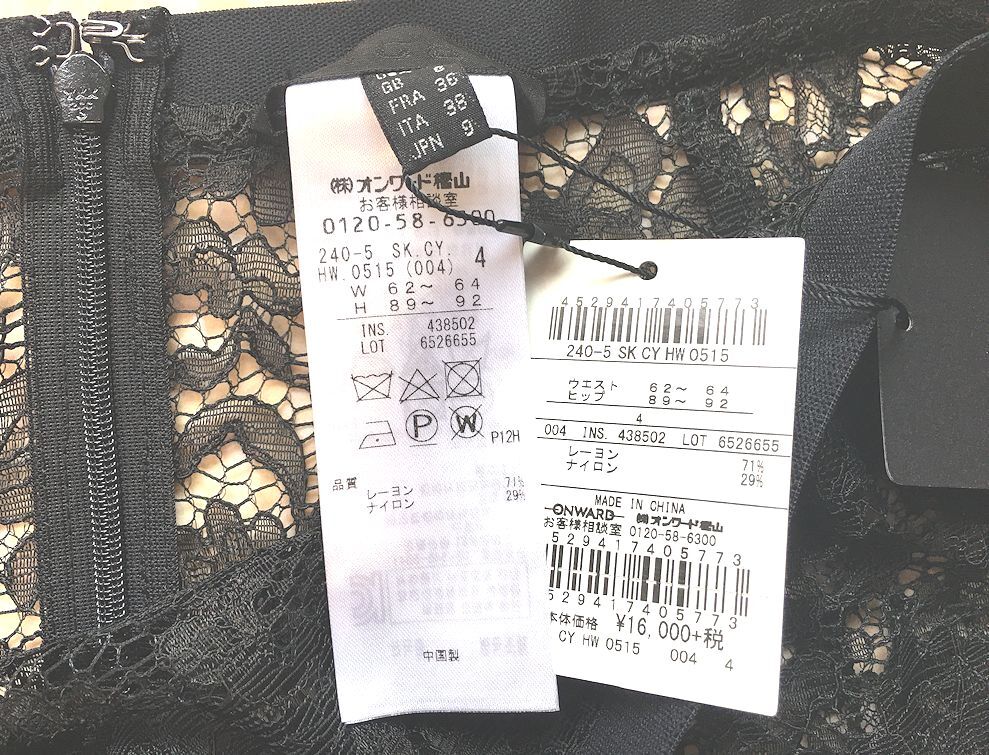 GB 8
FRA 36
ITA 38
JPN 9
㈱オンワード樫山
お客様相談室
0120-58-6300
240-5 SK.CY. 4
HW.0515 (004)
W 62～ 64
H 89～ 92
INS. 438502
LOT 6526655
P
W
P12H
品質
レーヨン 71%
ナイロン 29%
中国製
4529417405773
240-5 SK CY HW 0515
ウエスト 62～ 64
ヒップ 89～ 92
4
004 INS. 438502 LOT 6526655
レーヨン 71%
ナイロン 29%
MADE IN CHINA
ONWARD ㈱オンワード樫山
お客様相談室 0120-58-6300
529417405773
529417405773
本体価格 ¥16,000+税
CY HW 0515 004 4